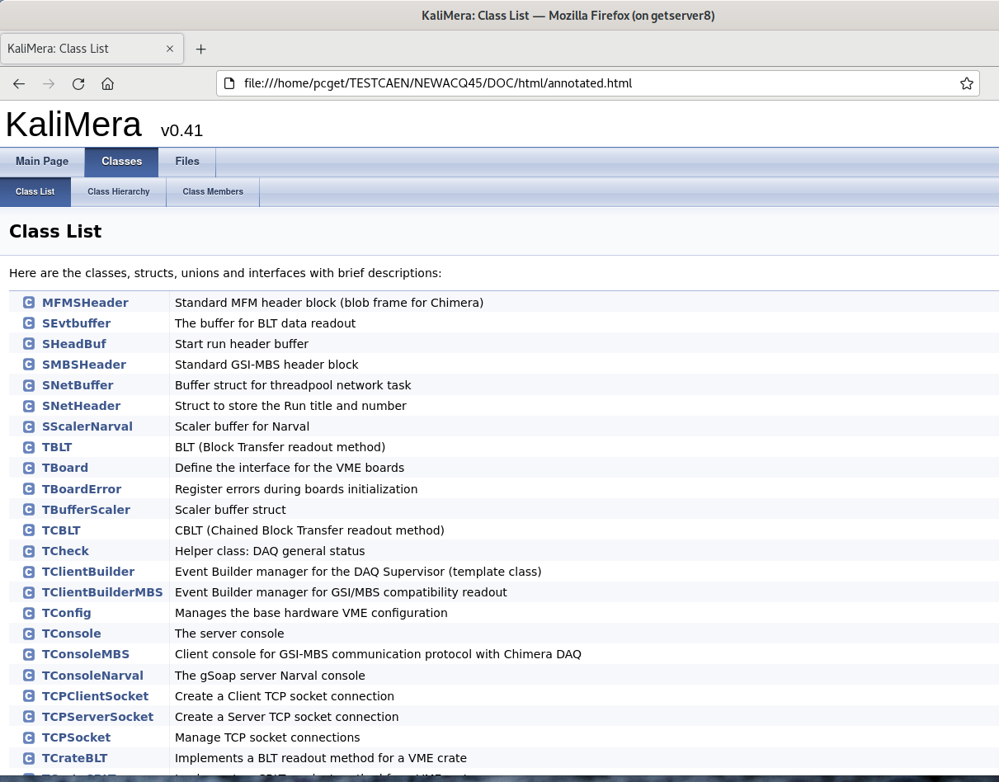 KaliMera: Class List — Mozilla Firefox (on getserver8)
KaliMera: Class List
file:///home/pcget/TESTCAEN/NEWACQ45/DOC/html/annotated.html
KaliMera v0.41
Main Page Classes Files
Class List Class Hierarchy Class Members
Class List
Here are the classes, structs, unions and interfaces with brief descriptions:
C MFMSHeader Standard MFM header block (blob frame for Chimera)
C SEvtbuffer The buffer for BLT data readout
C SHeadBuf Start run header buffer
C SMBSHeader Standard GSI-MBS header block
C SNetBuffer Buffer struct for threadpool network task
C SNetHeader Struct to store the Run title and number
C SScalerNarval Scaler buffer for Narval
C TBLT BLT (Block Transfer readout method)
C TBoard Define the interface for the VME boards
C TBoardError Register errors during boards initialization
C TBufferScaler Scaler buffer struct
C TCBLT CBLT (Chained Block Transfer readout method)
C TCheck Helper class: DAQ general status
C TClientBuilder Event Builder manager for the DAQ Supervisor (template class)
C TClientBuilderMBS Event Builder manager for GSI/MBS compatibility readout
C TConfig Manages the base hardware VME configuration
C TConsole The server console
C TConsoleMBS Client console for GSI-MBS communication protocol with Chimera DAQ
C TConsoleNarval The gSoap server Narval console
C TCPClientSocket Create a Client TCP socket connection
C TCPServerSocket Create a Server TCP socket connection
C TCPSocket Manage TCP socket connections
C TCrateBLT Implements a BLT readout method for a VME crate